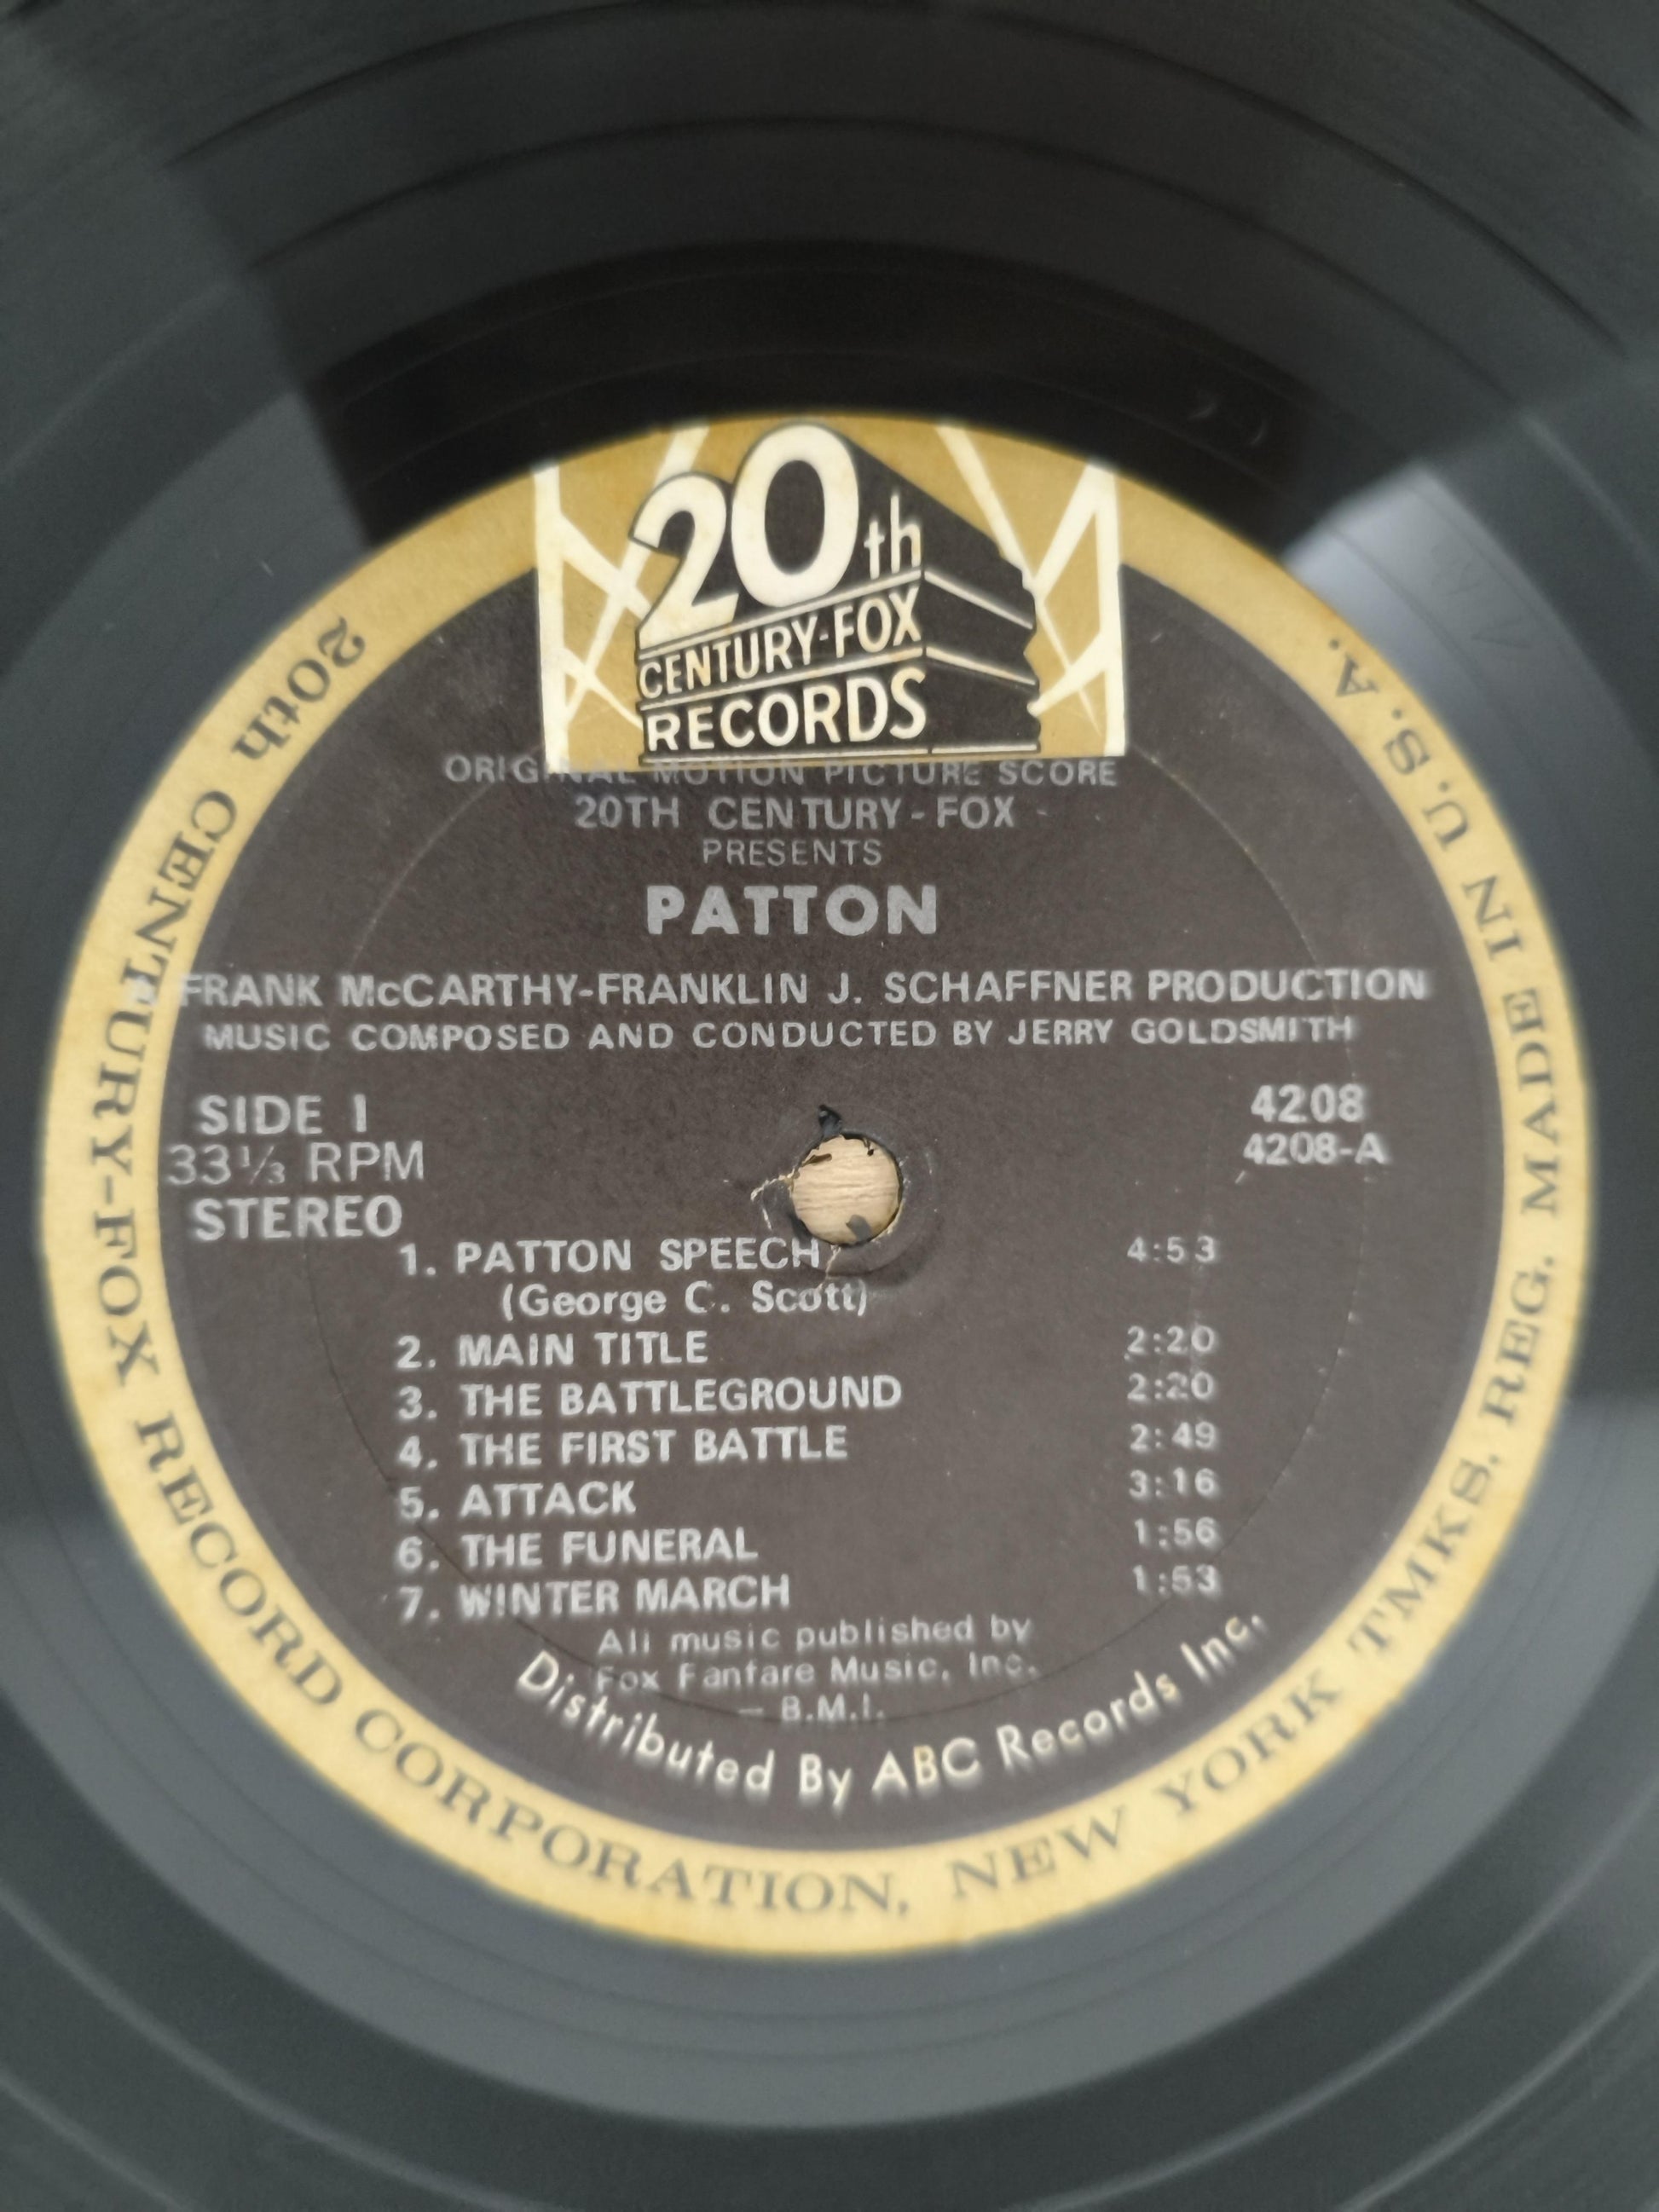 20th
CENTURY-FOX
RECORDS
ORIGINAL MOTION PICTURE SCORE
20TH CENTURY-FOX
PRESENTS
PATTON
FRANK McCARTHY-FRANKLIN J. SCHAFFNER PRODUCTION
MUSIC COMPOSED AND CONDUCTED BY JERRY GOLDSMITH
SIDE 1
33⅓ RPM
STEREO
4208
4208-A
1. PATTON SPEECH 4:53
(George C. Scott)
2. MAIN TITLE 2:20
3. THE BATTLEGROUND 2:20
4. THE FIRST BATTLE 2:49
5. ATTACK 3:16
6. THE FUNERAL 1:56
7. WINTER MARCH 1:53
All music published by
Fox Fanfare Music, Inc.
— B.M.I.
Distributed By ABC Records Inc.
20th CENTURY-FOX RECORD CORPORATION, NEW YORK TMKS. REG. MADE IN U.S.A.